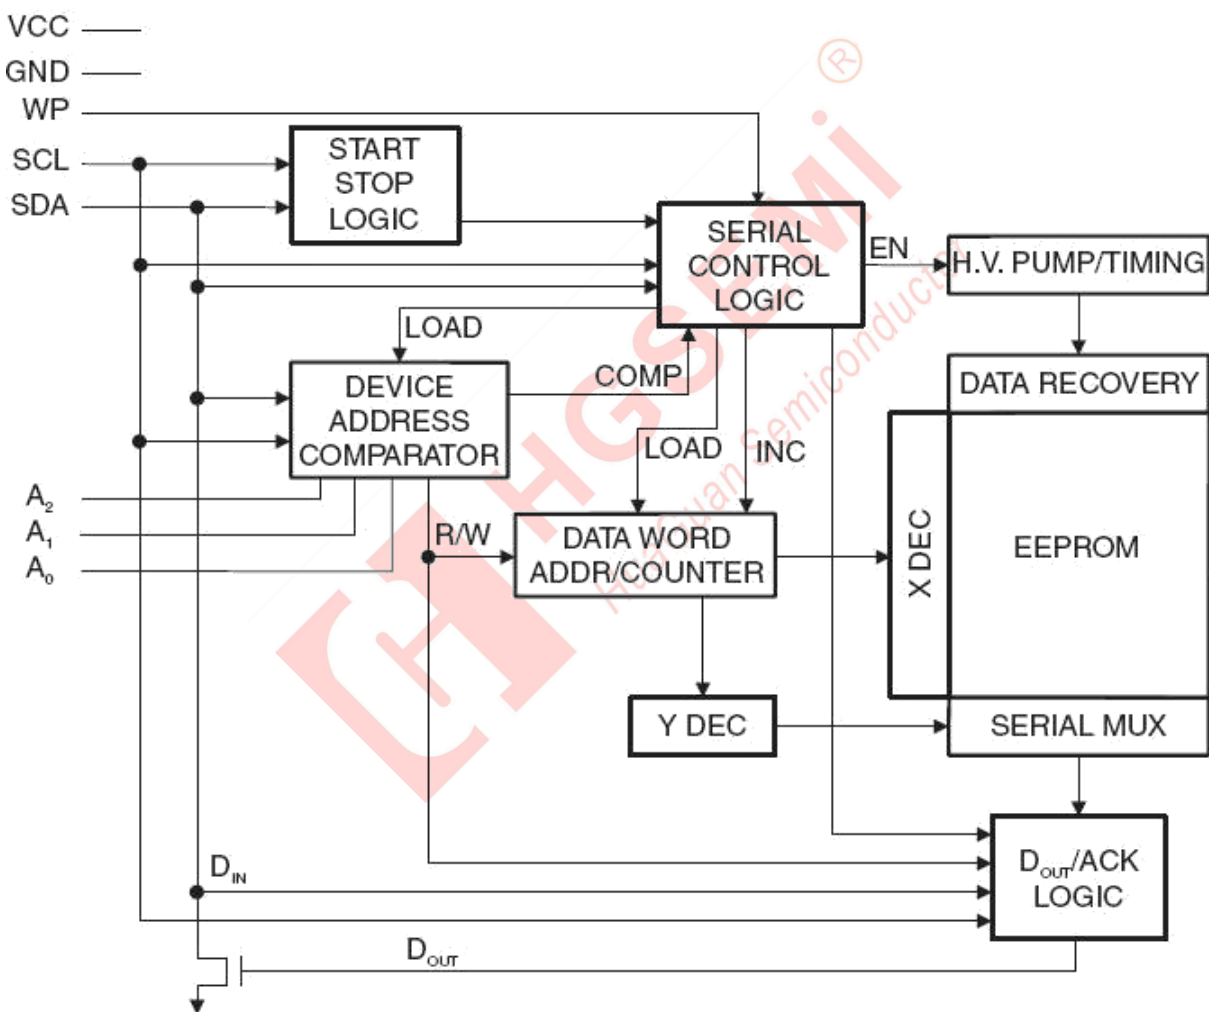 VCC
GND
WP
SCL
SDA
START
STOP
LOGIC
SERIAL
CONTROL
LOGIC
EN
H.V. PUMP/TIMING
LOAD
COMP
DEVICE
ADDRESS
COMPARATOR
DATA RECOVERY
LOAD
INC
A2
A1
A0
R/W
DATA WORD
ADDR/COUNTER
X DEC
EEPROM
Y DEC
SERIAL MUX
DIN
DOUT/ACK
LOGIC
DOUT
HGSEMi
®
HuaGuan Semiconductor